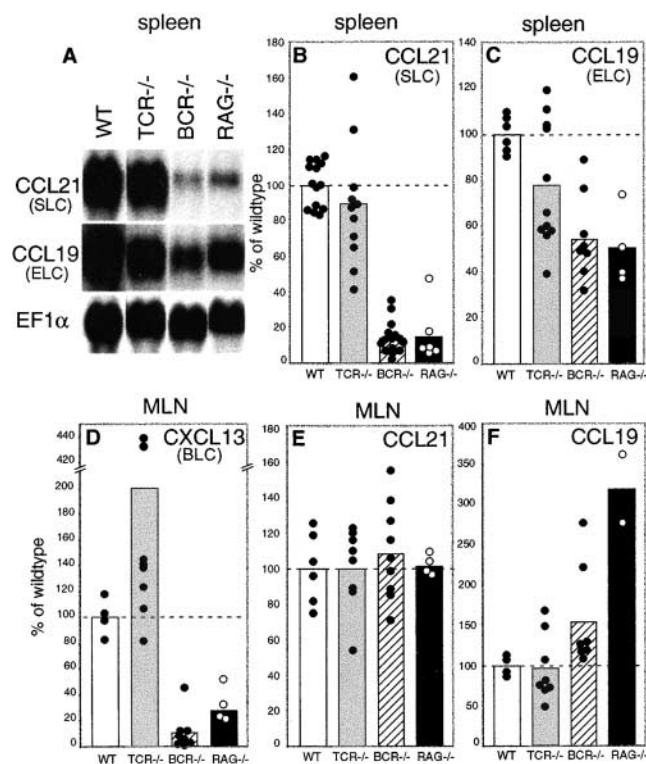 spleen
spleen
spleen
A
WT
TCR-/-
BCR-/-
RAG-/-
CCL21
(SLC)
CCL19
(ELC)
EF1α
B
CCL21
(SLC)
% of wildtype
180
160
140
120
100
80
60
40
20
0
WT TCR-/- BCR-/- RAG-/-
C
CCL19
(ELC)
140
120
100
80
60
40
20
0
WT TCR-/- BCR-/- RAG-/-
MLN
MLN
MLN
D
CXCL13
(BLC)
% of wildtype
440
420
200
140
120
100
80
60
40
20
0
WT TCR-/- BCR-/- RAG-/-
E
CCL21
180
160
140
120
100
80
60
40
20
0
WT TCR-/- BCR-/- RAG-/-
F
CCL19
400
350
300
250
200
150
100
50
0
WT TCR-/- BCR-/- RAG-/-